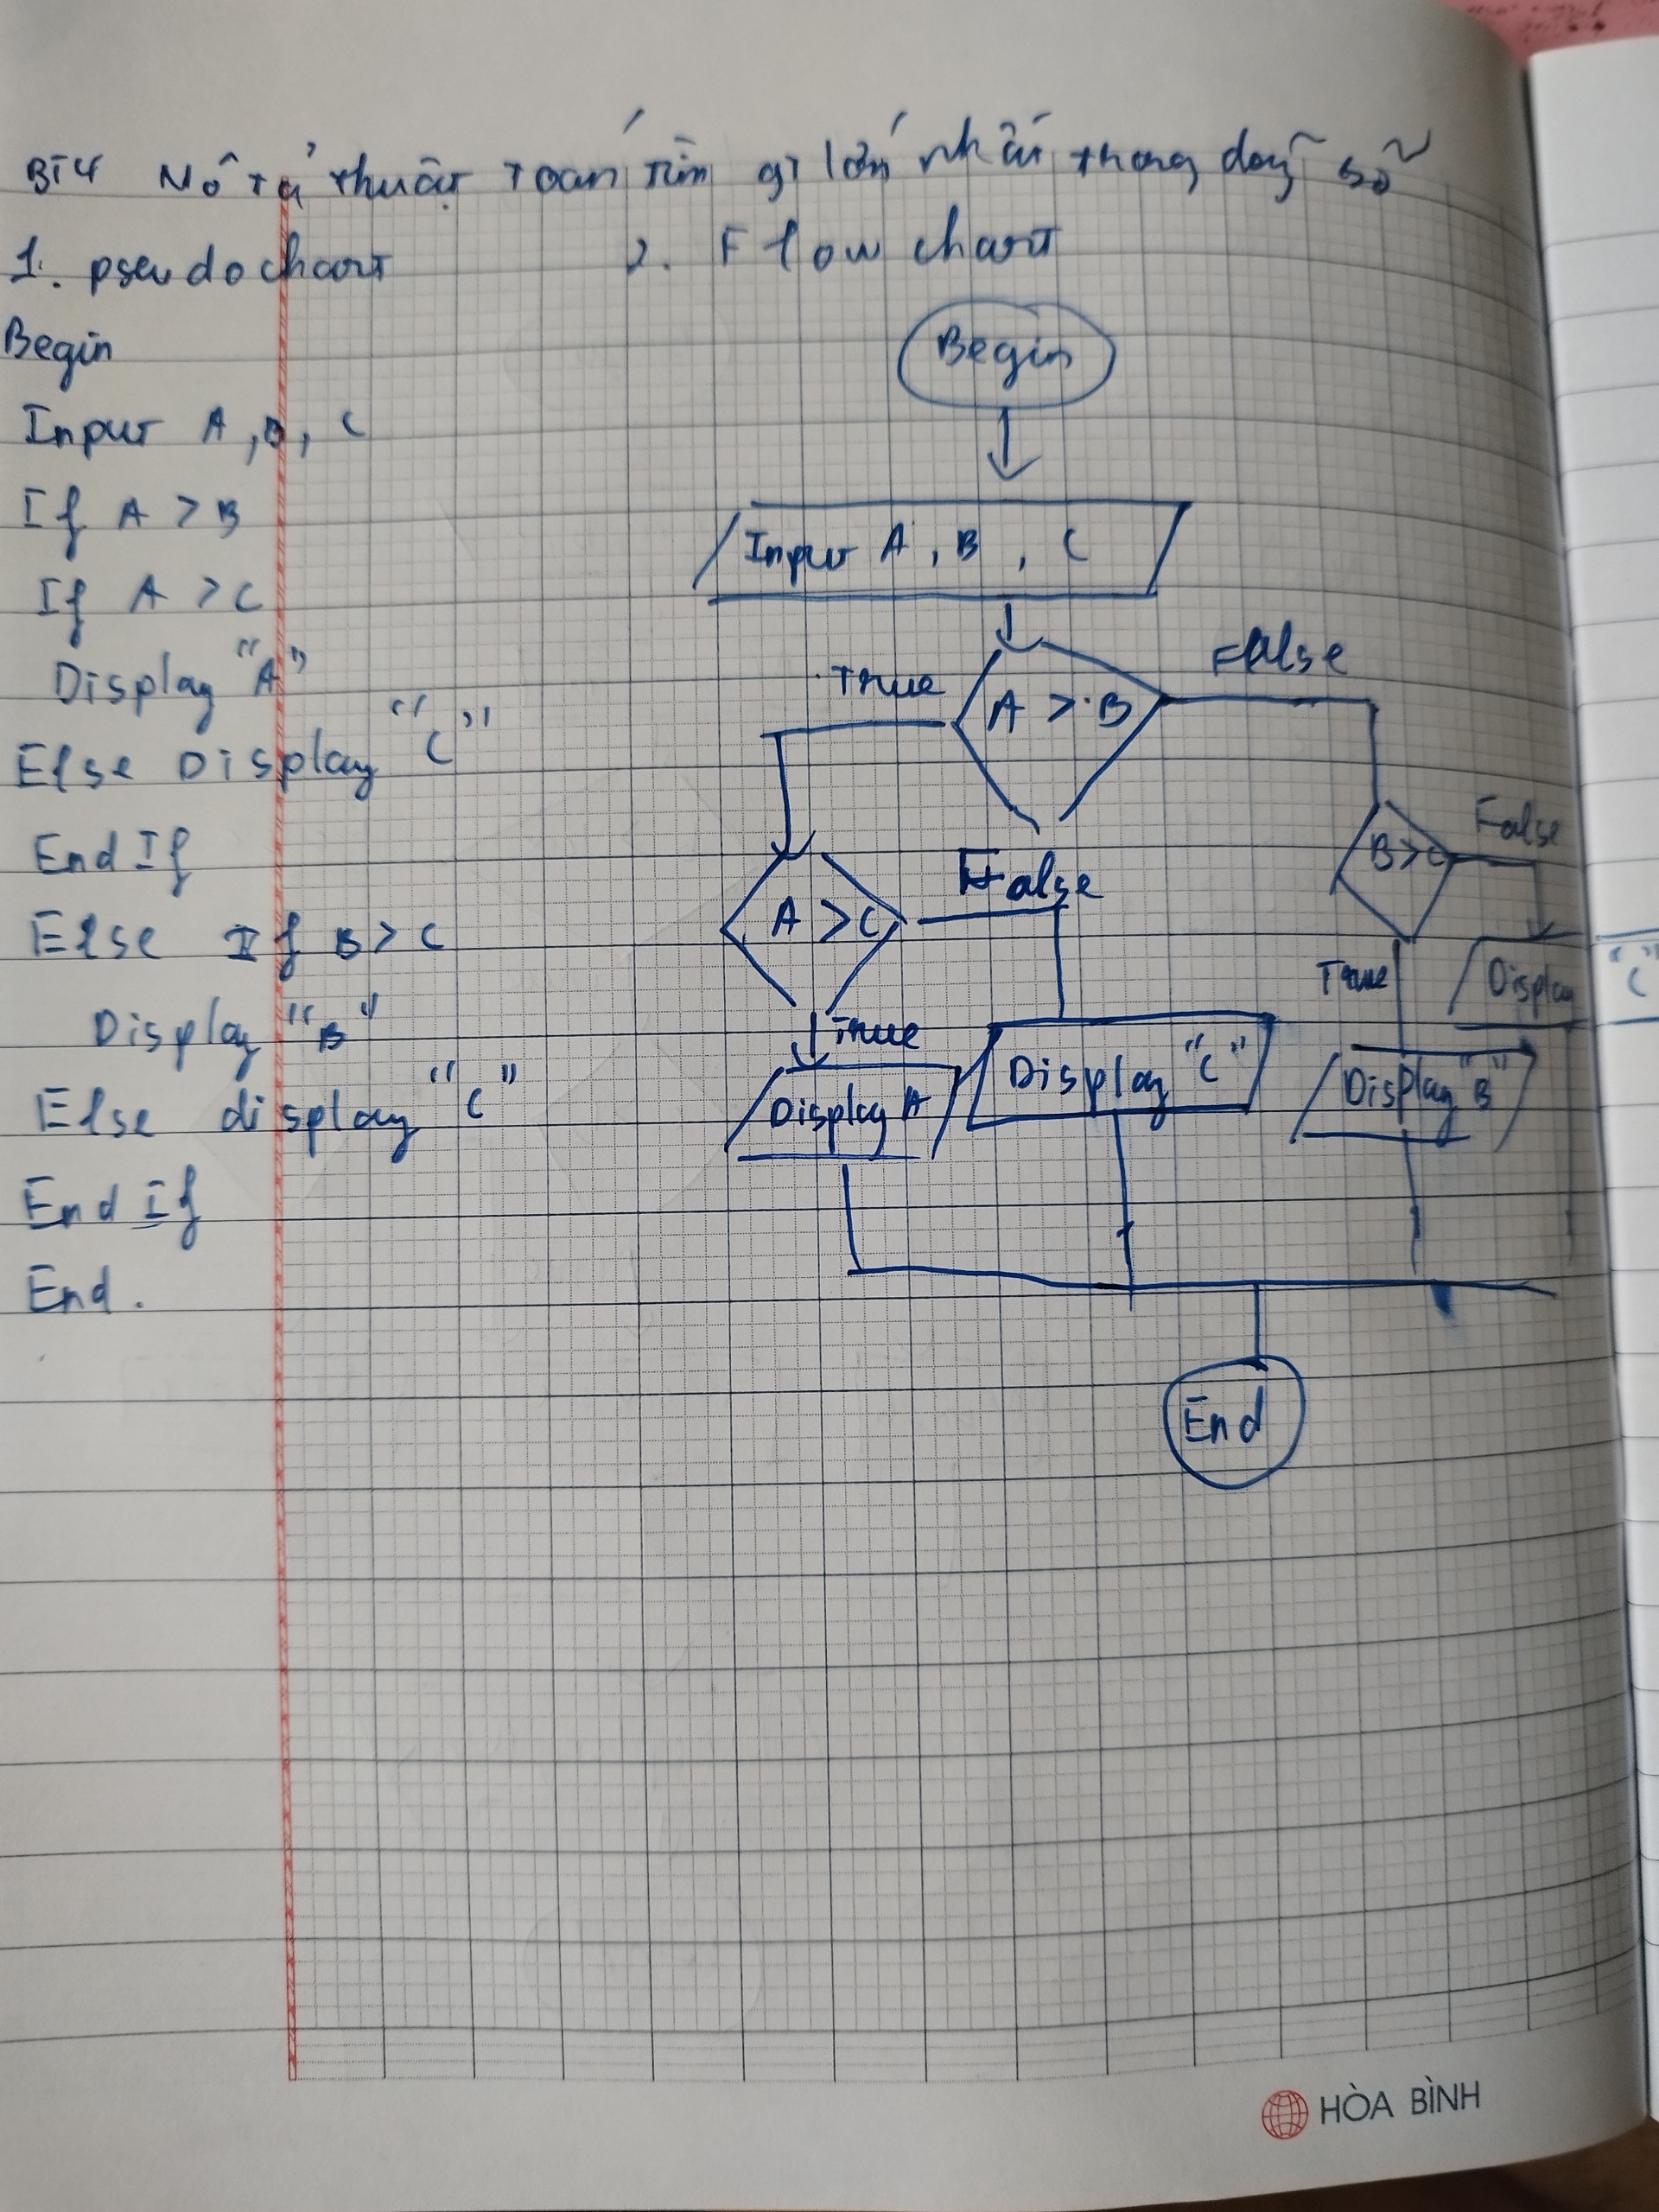 BT4 Mô tả thuật toán tìm gt lớn nhất trong dãy số
1. pseudochart
Begin
Input A, B, C
If A > B
If A > C
Display "A"
Else Display "C"
End If
Else If B > C
Display "B"
Else display "C"
End If
End.
2. Flow chart
Begin
Input A, B, C
A > B
True
False
A > C
False
True
B > C
False
True
Display "C"
Display A
Display "C"
Display "B"
End
HÒA BÌNH